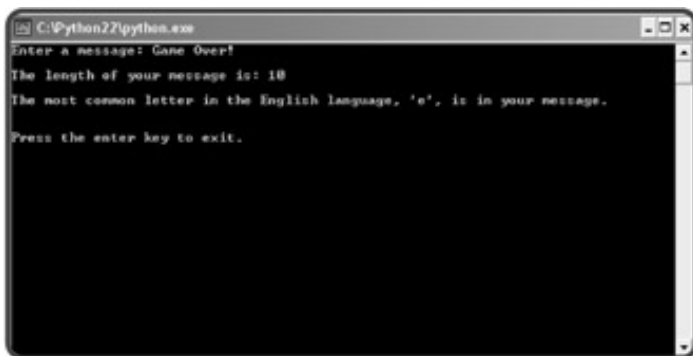 C:\Python22\python.exe
Enter a message: Game Over!
The length of your message is: 10
The most common letter in the English language, 'e', is in your message.
Press the enter key to exit.